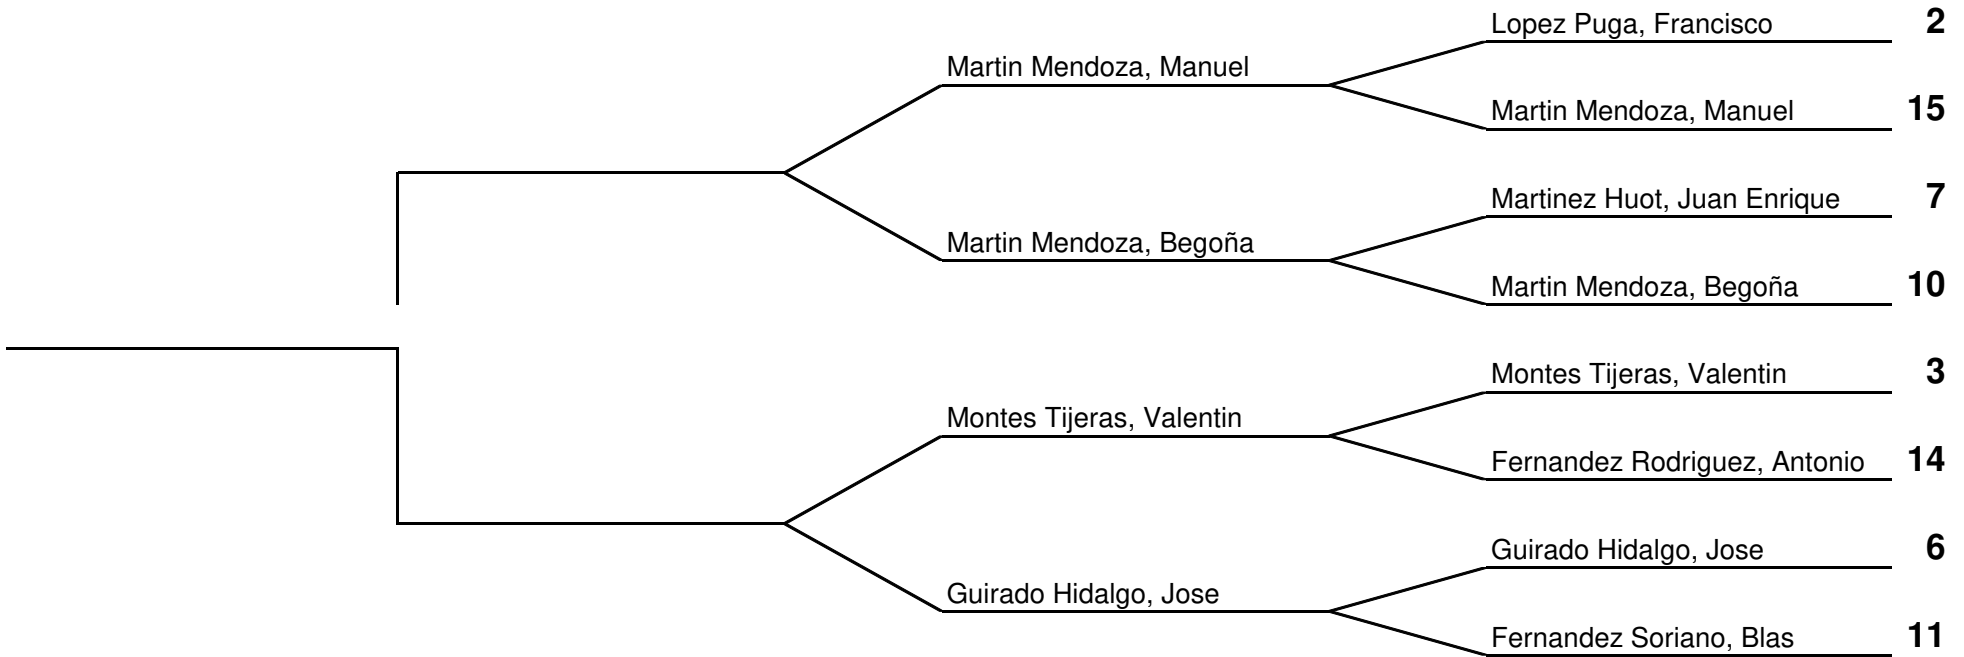 Lopez Puga, Francisco 2
Martin Mendoza, Manuel
Martin Mendoza, Manuel 15
Martinez Huot, Juan Enrique 7
Martin Mendoza, Begoña
Martin Mendoza, Begoña 10
Montes Tijeras, Valentin 3
Montes Tijeras, Valentin
Fernandez Rodriguez, Antonio 14
Guirado Hidalgo, Jose 6
Guirado Hidalgo, Jose
Fernandez Soriano, Blas 11